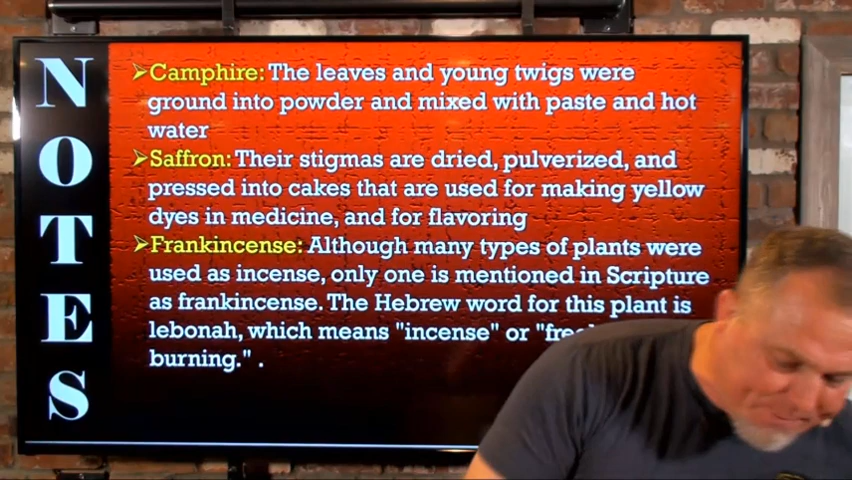 NOTES
➢Camphire: The leaves and young twigs were
ground into powder and mixed with paste and hot
water
➢Saffron: Their stigmas are dried, pulverized, and
pressed into cakes that are used for making yellow
dyes in medicine, and for flavoring
➢Frankincense: Although many types of plants were
used as incense, only one is mentioned in Scripture
as frankincense. The Hebrew word for this plant is
lebonah, which means "incense" or "
burning." .